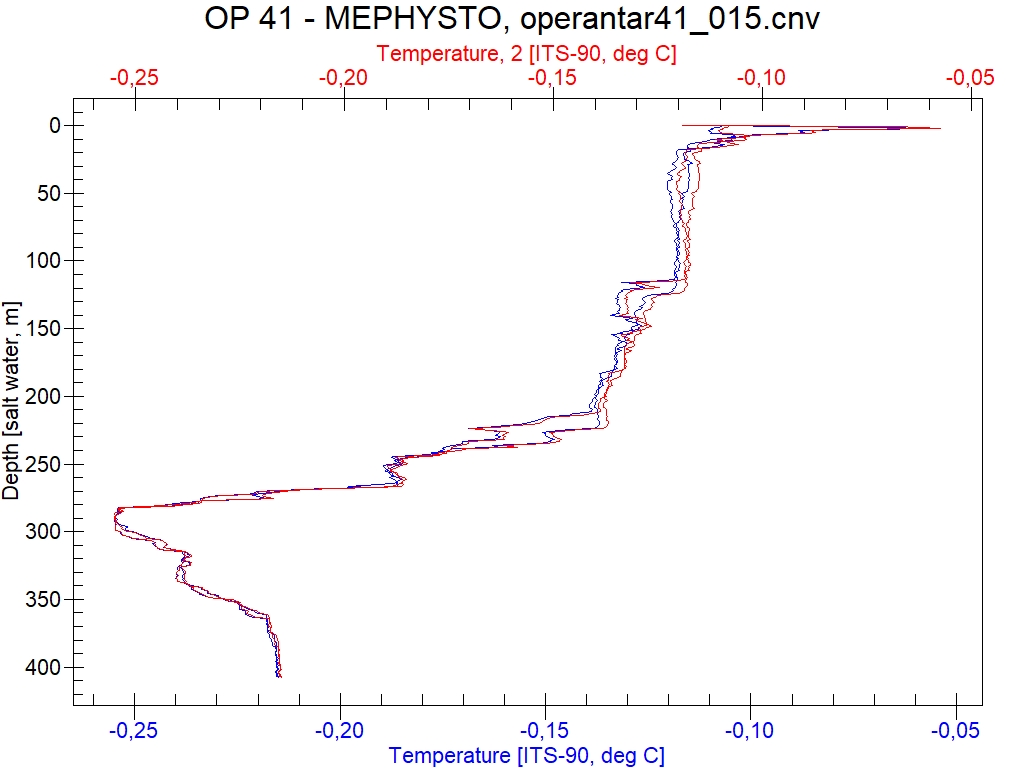 OP 41 - MEPHYSTO, operantar41_015.cnv
Temperature, 2 [ITS-90, deg C]
-0,25 -0,20 -0,15 -0,10 -0,05
Depth [salt water, m]
0
50
100
150
200
250
300
350
400
-0,25 -0,20 -0,15 -0,10 -0,05
Temperature [ITS-90, deg C]